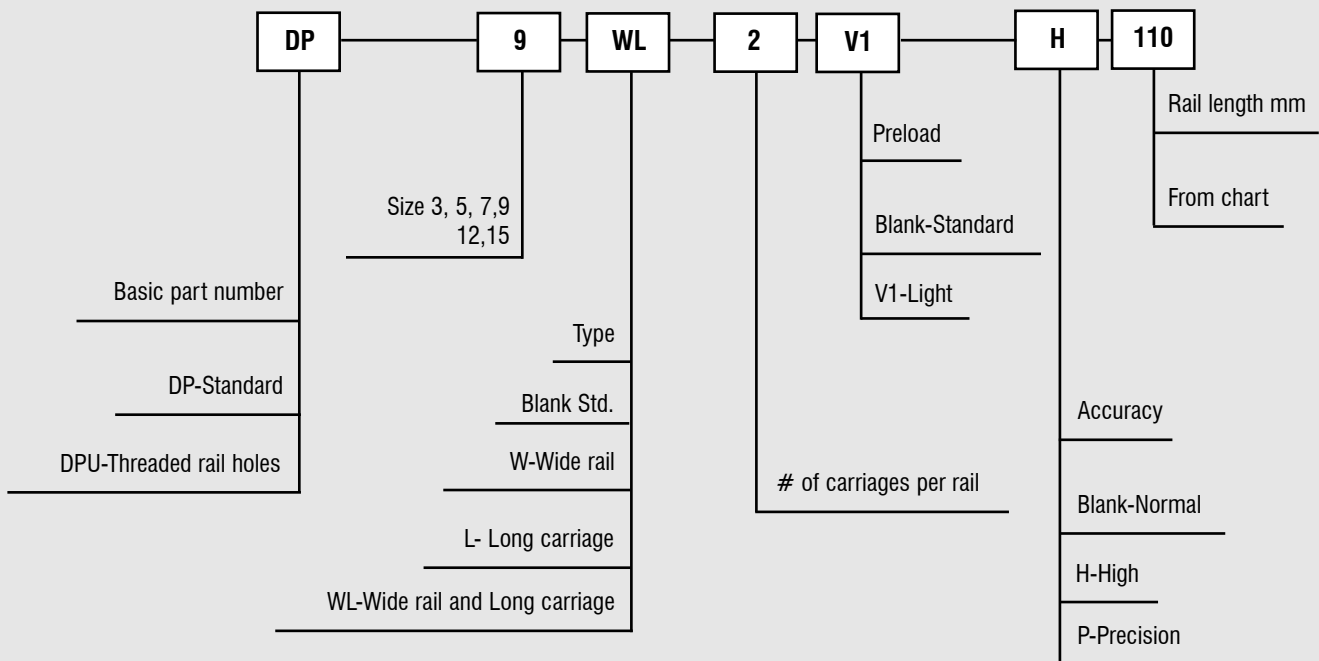 DP 9 WL 2 V1 H 110
Basic part number
DP-Standard
DPU-Threaded rail holes
Size 3, 5, 7,9
12,15
Type
Blank Std.
W-Wide rail
L- Long carriage
WL-Wide rail and Long carriage
# of carriages per rail
Preload
Blank-Standard
V1-Light
Accuracy
Blank-Normal
H-High
P-Precision
Rail length mm
From chart